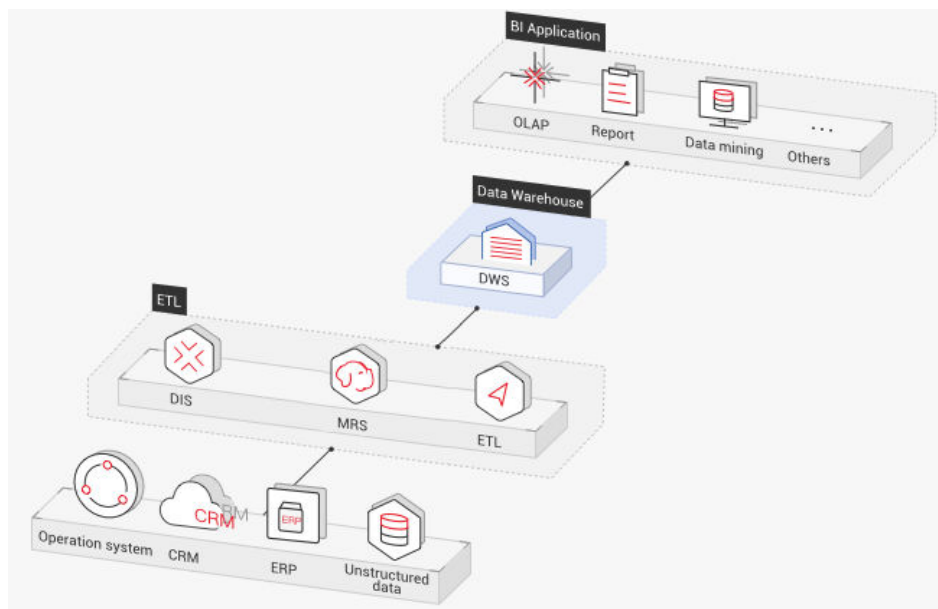 BI Application
OLAP
Report
Data mining
...
Others
Data Warehouse
DWS
ETL
DIS
MRS
ETL
CRM
RM
ERP
Operation system
CRM
ERP
Unstructured
data